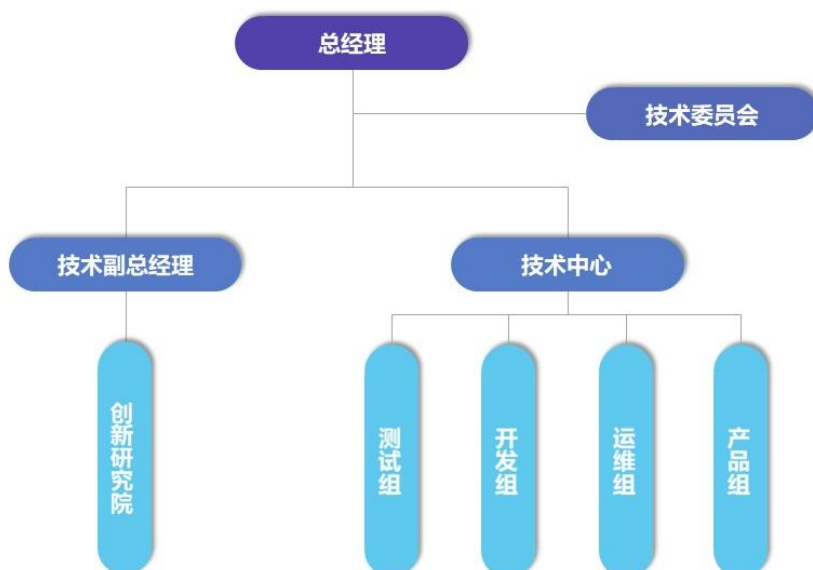 总经理
技术委员会
技术副总经理
技术中心
创新研究院
测试组
开发组
运维组
产品组